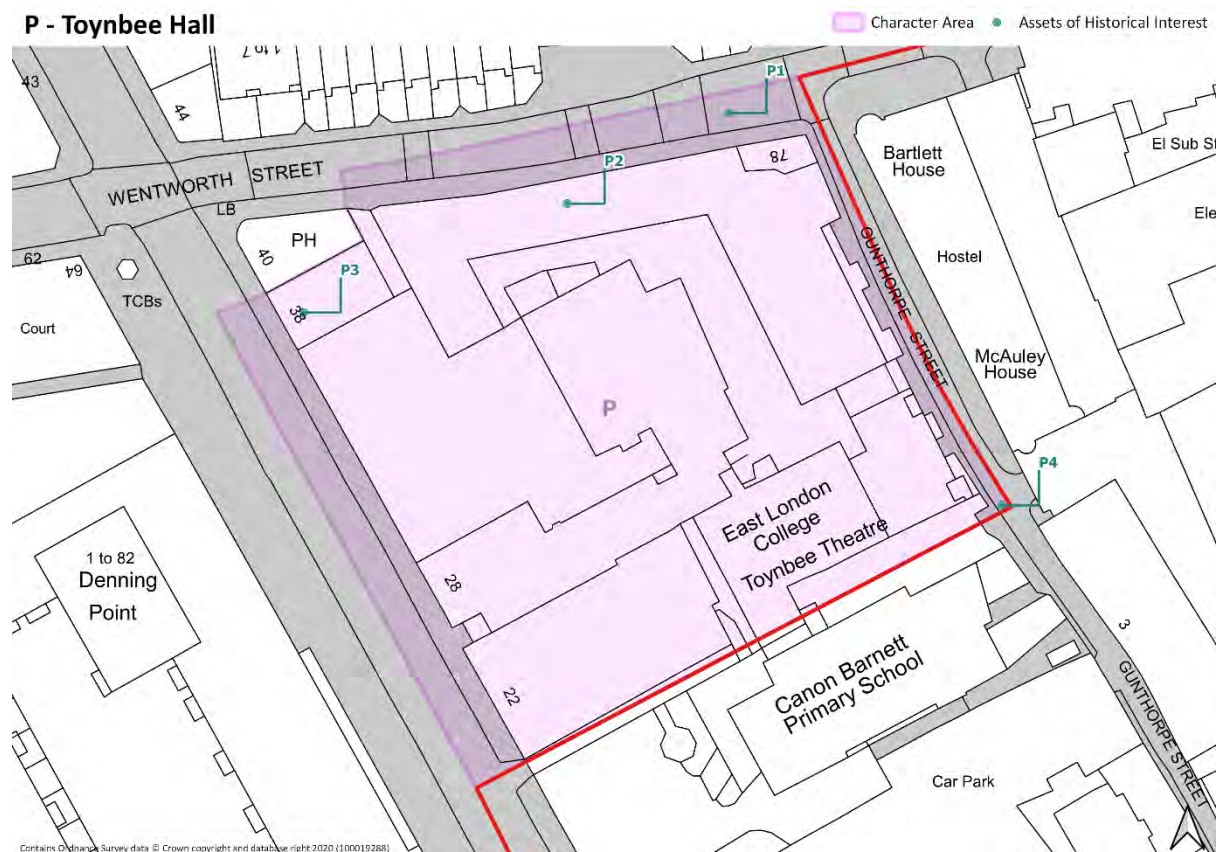 P - Toynbee Hall
Character Area
Assets of Historical Interest
43
1 to 7
44
P1
WENTWORTH STREET
LB
P2
78
Bartlett
House
El Sub St
Ele
Hostel
GUNTHORPE STREET
McAuley
House
62
64
TCBs
Court
40
PH
P3
38
P
P4
East London
College
Toynbee Theatre
1 to 82
Denning
Point
28
22
Canon Barnett
Primary School
3
GUNTHORPE STREET
Car Park
Contains Ordnance Survey data © Crown copyright and database right 2020 (100019288)